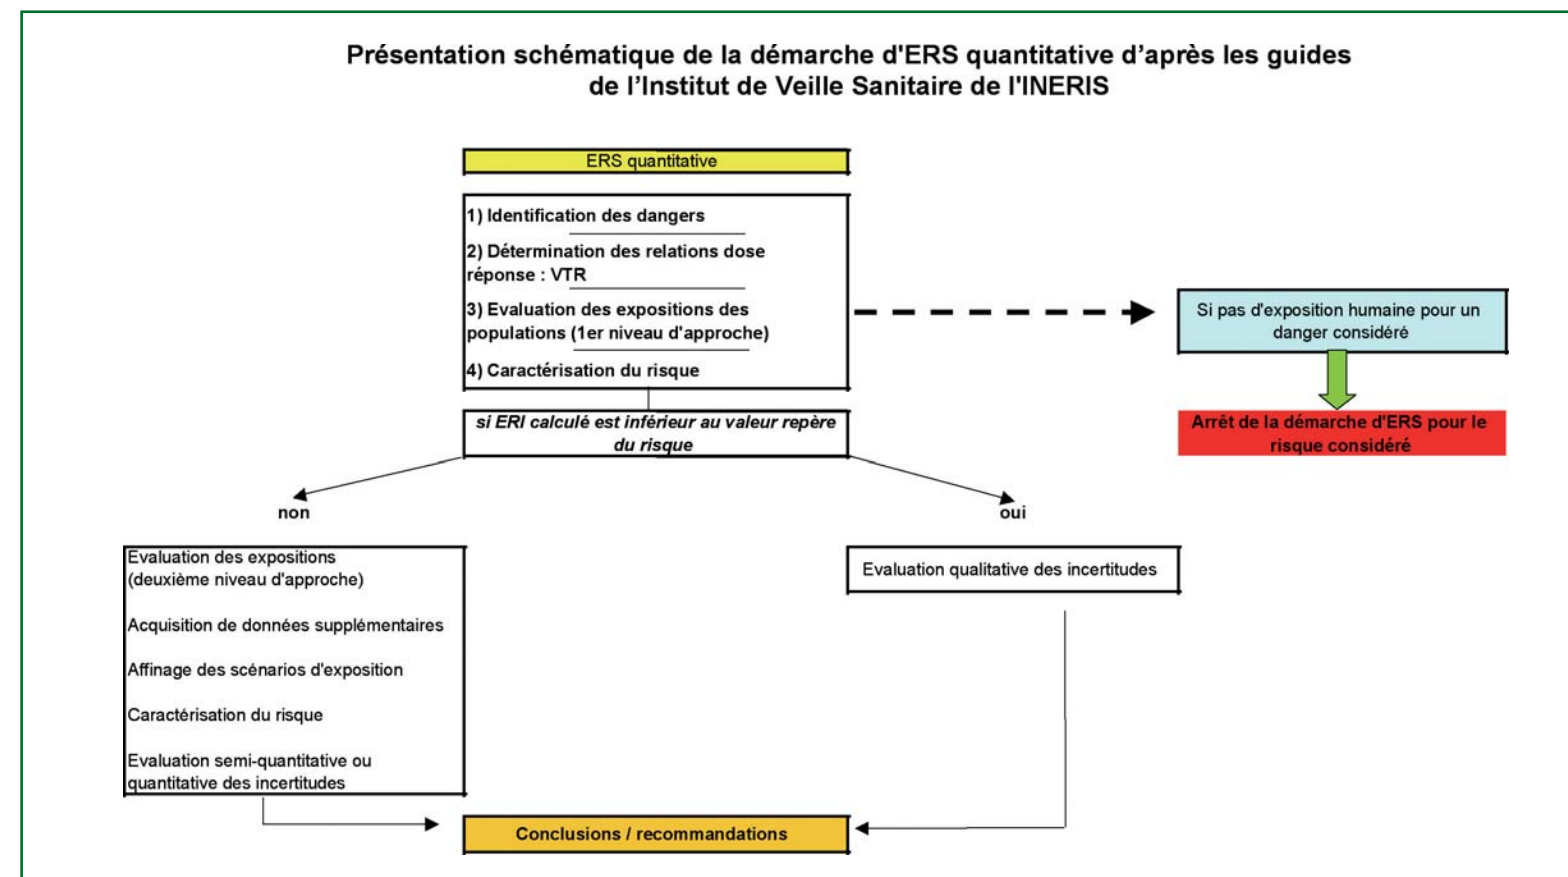 Présentation schématique de la démarche d'ERS quantitative d’après les guides
de l’Institut de Veille Sanitaire de l'INERIS
ERS quantitative
1) Identification des dangers
2) Détermination des relations dose
réponse : VTR
3) Evaluation des expositions des
populations (1er niveau d'approche)
4) Caractérisation du risque
Si pas d'exposition humaine pour un
danger considéré
Arrêt de la démarche d'ERS pour le
risque considéré
si ERI calculé est inférieur au valeur repère
du risque
non
oui
Evaluation des expositions
(deuxième niveau d'approche)
Acquisition de données supplémentaires
Affinage des scénarios d'exposition
Caractérisation du risque
Evaluation semi-quantitative ou
quantitative des incertitudes
Evaluation qualitative des incertitudes
Conclusions / recommandations